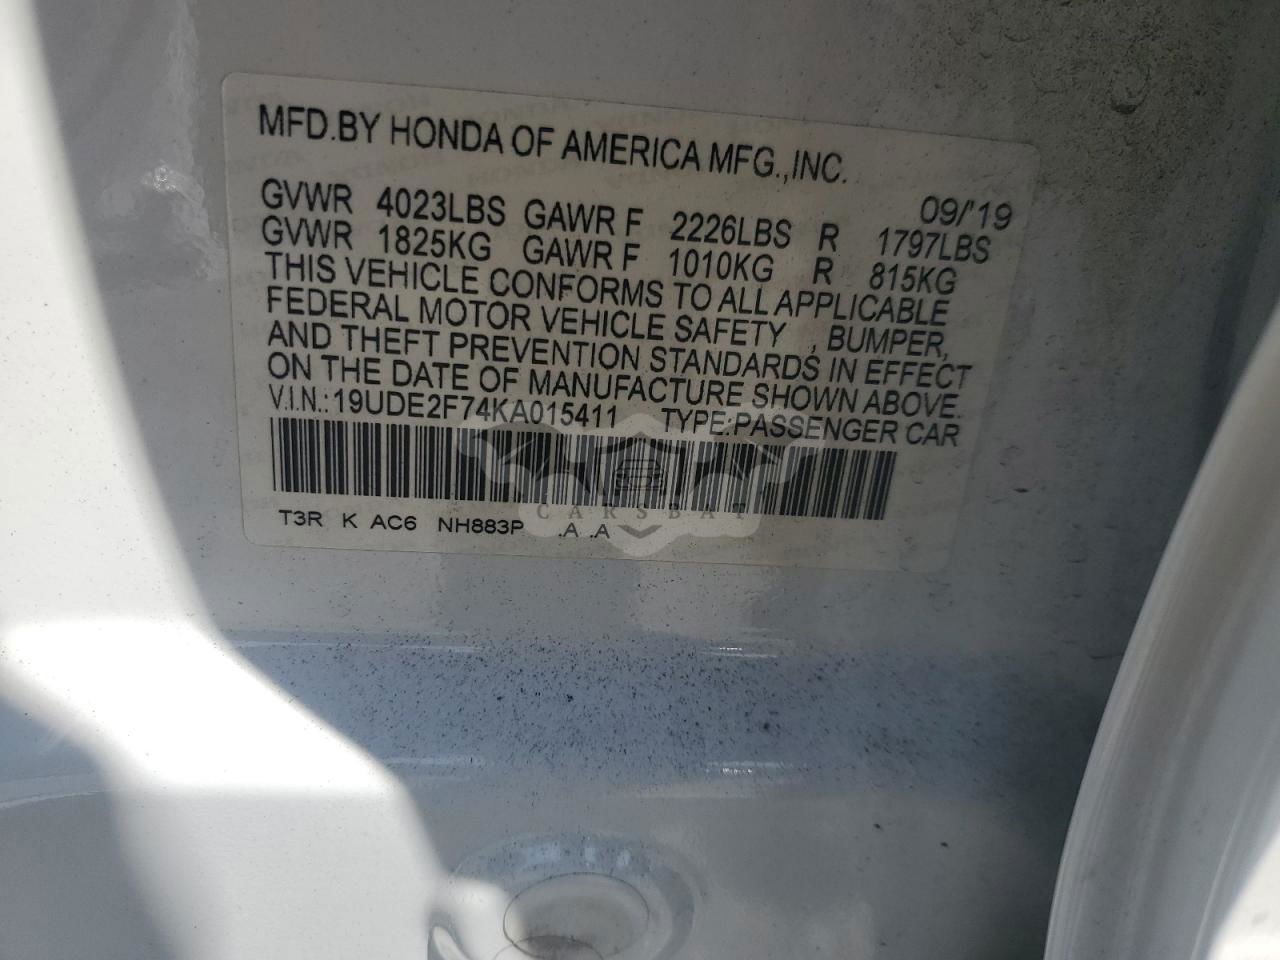 MFD.BY HONDA OF AMERICA MFG.,INC.
09/'19
GVWR 4023LBS GAWR F 2226LBS R 1797LBS
GVWR 1825KG GAWR F 1010KG R 815KG
THIS VEHICLE CONFORMS TO ALL APPLICABLE
FEDERAL MOTOR VEHICLE SAFETY , BUMPER,
AND THEFT PREVENTION STANDARDS IN EFFECT
ON THE DATE OF MANUFACTURE SHOWN ABOVE.
V.I.N.:19UDE2F74KA015411 TYPE:PASSENGER CAR
CARSBAT
T3R K AC6 NH883P .A .A